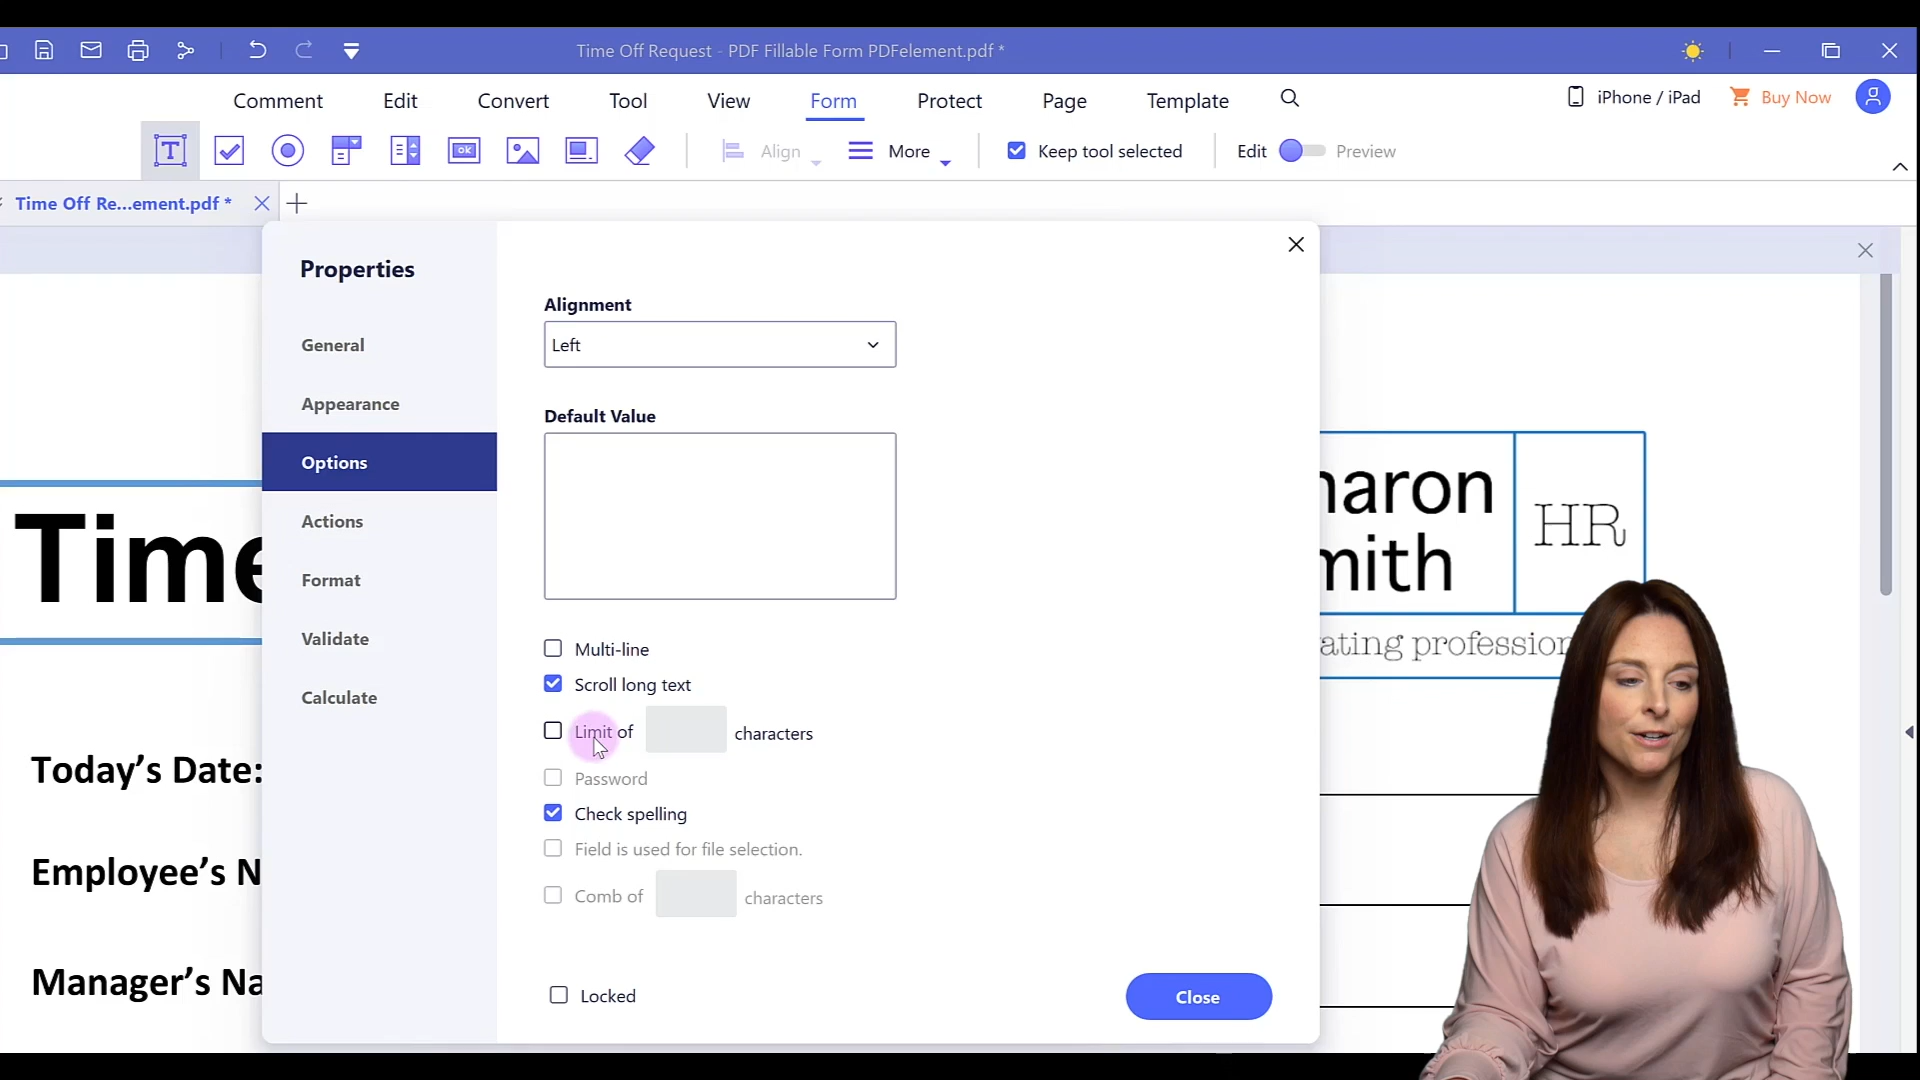 Time Off Request - PDF Fillable Form PDFelement.pdf *
Comment Edit Convert Tool View Form Protect Page Template iPhone / iPad Buy Now
T OK Align More Keep tool selected Edit Preview
Time Off Re...ement.pdf *
Properties
General
Appearance
Options
Actions
Format
Validate
Calculate
Alignment
Left
Default Value
Multi-line
Scroll long text
Limit of characters
Password
Check spelling
Field is used for file selection.
Comb of characters
Locked
Close
Time
Today's Date:
Employee's N
Manager's Na
haron
mith
HR
ating profession